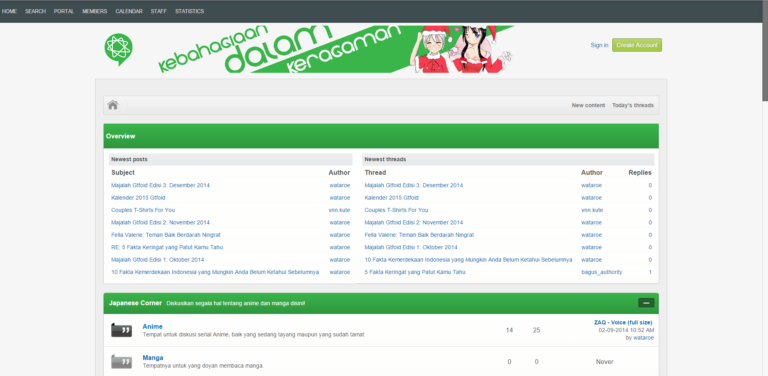 HOME SEARCH PORTAL MEMBERS CALENDAR STAFF STATISTICS
kebahagiaan
dalam
keragaman
Sign in Create Account
New content Today's threads
Overview
Newest posts Newest threads
Subject Author Thread Author Replies
Majalah Gtfoid Edisi 3: Desember 2014 wataroe Majalah Gtfoid Edisi 3: Desember 2014 wataroe 0
Kalender 2015 Gtfoid wataroe Kalender 2015 Gtfoid wataroe 0
Couples T-Shirts For You vnn.kute Couples T-Shirts For You vnn.kute 0
Majalah Gtfoid Edisi 2: November 2014 wataroe Majalah Gtfoid Edisi 2: November 2014 wataroe 0
Fella Valerie: Teman Baik Berdarah Ningrat wataroe Fella Valerie: Teman Baik Berdarah Ningrat wataroe 0
RE: 5 Fakta Keringat yang Patut Kamu Tahu wataroe Majalah Gtfoid Edisi 1: Oktober 2014 wataroe 0
Majalah Gtfoid Edisi 1: Oktober 2014 wataroe 10 Fakta Kemerdekaan Indonesia yang Mungkin Anda Belum Ketahui Sebelumnya wataroe 0
10 Fakta Kemerdekaan Indonesia yang Mungkin Anda Belum Ketahui Sebelumnya wataroe 5 Fakta Keringat yang Patut Kamu Tahu bagus_authority 1
Japanese Corner Diskusikan segala hal tentang anime dan manga disini!
Anime 14 25 ZAQ - Voice (full size)
Tempat untuk diskusi serial Anime, baik yang sedang tayang maupun yang sudah tamat 02-09-2014 10:52 AM
by wataroe
Manga 0 0 Never
Tempatnya untuk yang doyan membaca manga.